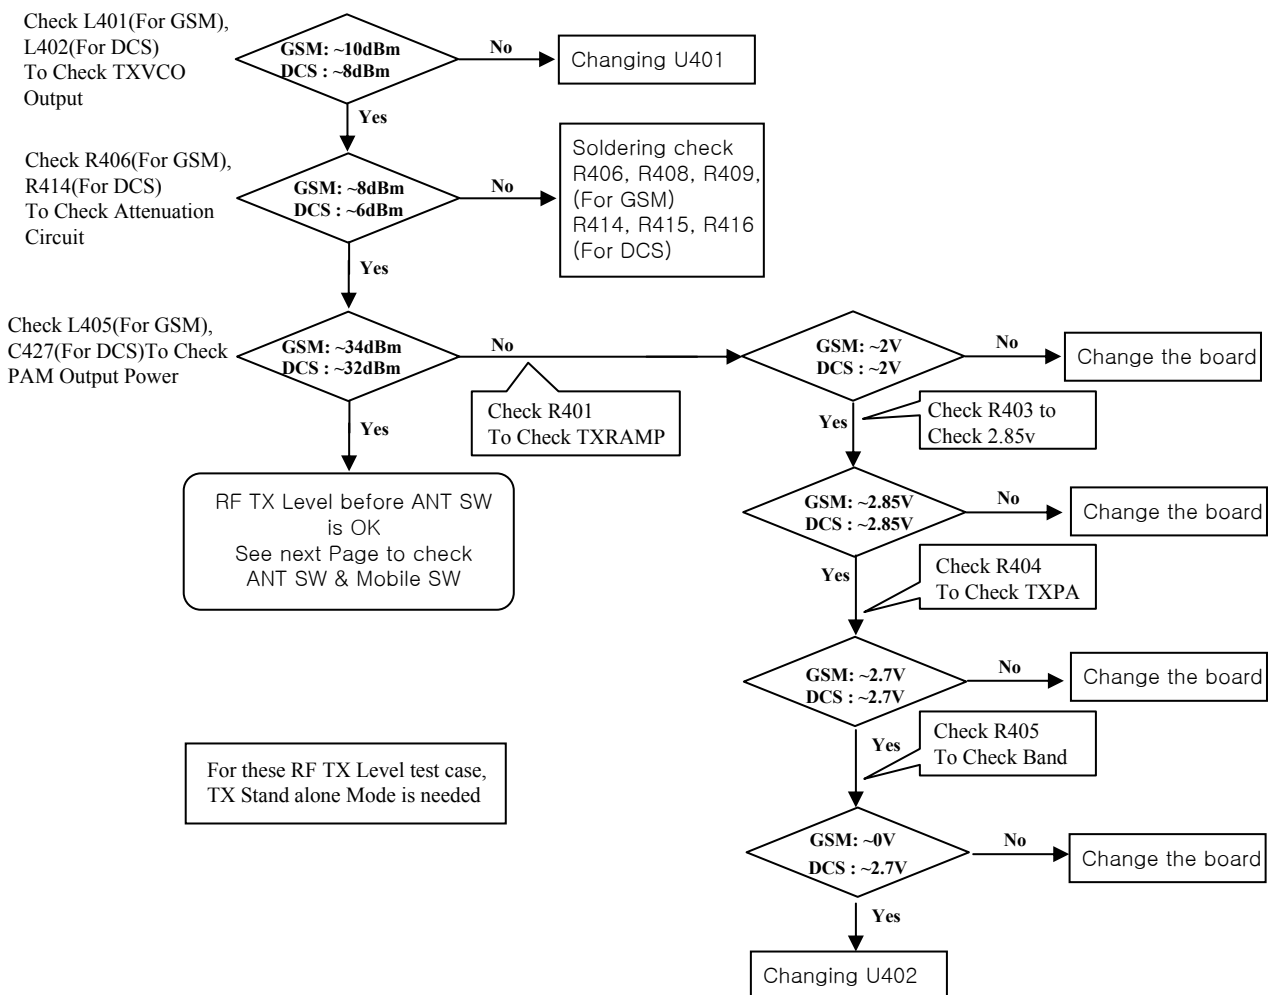 Check L401(For GSM),
L402(For DCS)
To Check TXVCO
Output
GSM: ~10dBm
DCS : ~8dBm
No
Changing U401
Yes
Check R406(For GSM),
R414(For DCS)
To Check Attenuation
Circuit
GSM: ~8dBm
DCS : ~6dBm
No
Soldering check
R406, R408, R409,
(For GSM)
R414, R415, R416
(For DCS)
Yes
Check L405(For GSM),
C427(For DCS)To Check
PAM Output Power
GSM: ~34dBm
DCS : ~32dBm
No
Check R401
To Check TXRAMP
GSM: ~2V
DCS : ~2V
No
Change the board
Yes
RF TX Level before ANT SW
is OK
See next Page to check
ANT SW & Mobile SW
Yes
Check R403 to
Check 2.85v
GSM: ~2.85V
DCS : ~2.85V
No
Change the board
Yes
Check R404
To Check TXPA
GSM: ~2.7V
DCS : ~2.7V
No
Change the board
Yes
Check R405
To Check Band
For these RF TX Level test case,
TX Stand alone Mode is needed
GSM: ~0V
DCS : ~2.7V
No
Change the board
Yes
Changing U402